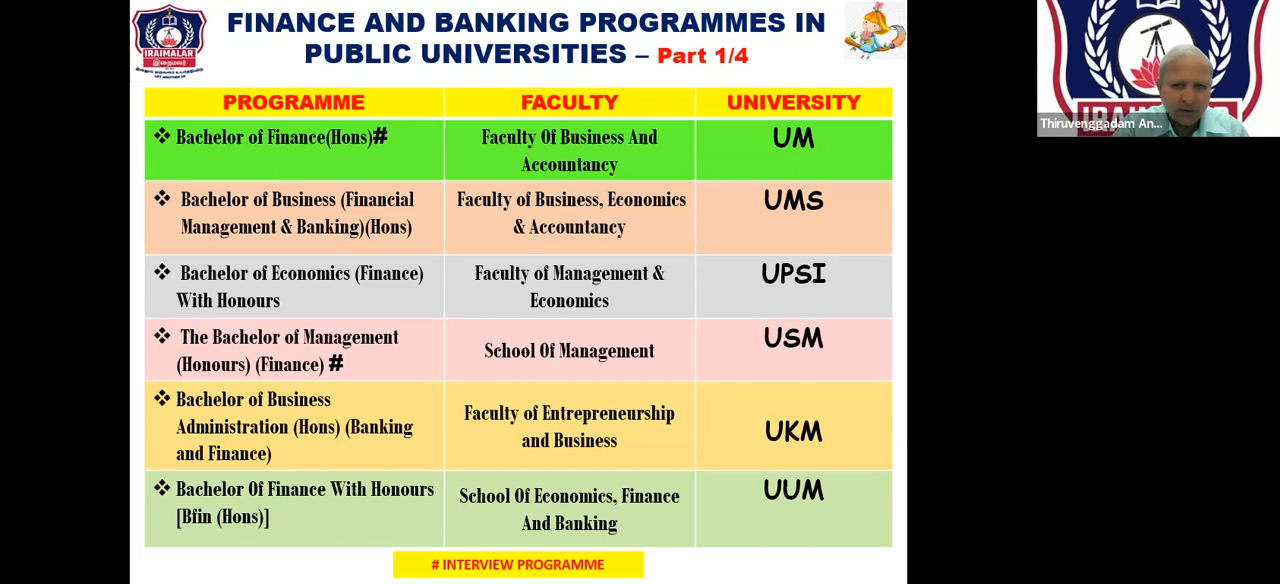 FINANCE AND BANKING PROGRAMMES IN
PUBLIC UNIVERSITIES – Part 1/4
IRAIMALAR
இறைமலர்
PROGRAMME FACULTY UNIVERSITY
❖ Bachelor of Finance(Hons)#
Faculty Of Business And
Accountancy
UM
❖ Bachelor of Business (Financial
Management & Banking)(Hons)
Faculty of Business, Economics
& Accountancy
UMS
❖ Bachelor of Economics (Finance)
With Honours
Faculty of Management &
Economics
UPSI
❖ The Bachelor of Management
(Honours) (Finance) #
School Of Management
USM
❖ Bachelor of Business
Administration (Hons) (Banking
and Finance)
Faculty of Entrepreneurship
and Business
UKM
❖ Bachelor Of Finance With Honours
[Bfin (Hons)]
School Of Economics, Finance
And Banking
UUM
# INTERVIEW PROGRAMME
Thiruvenggadam An...